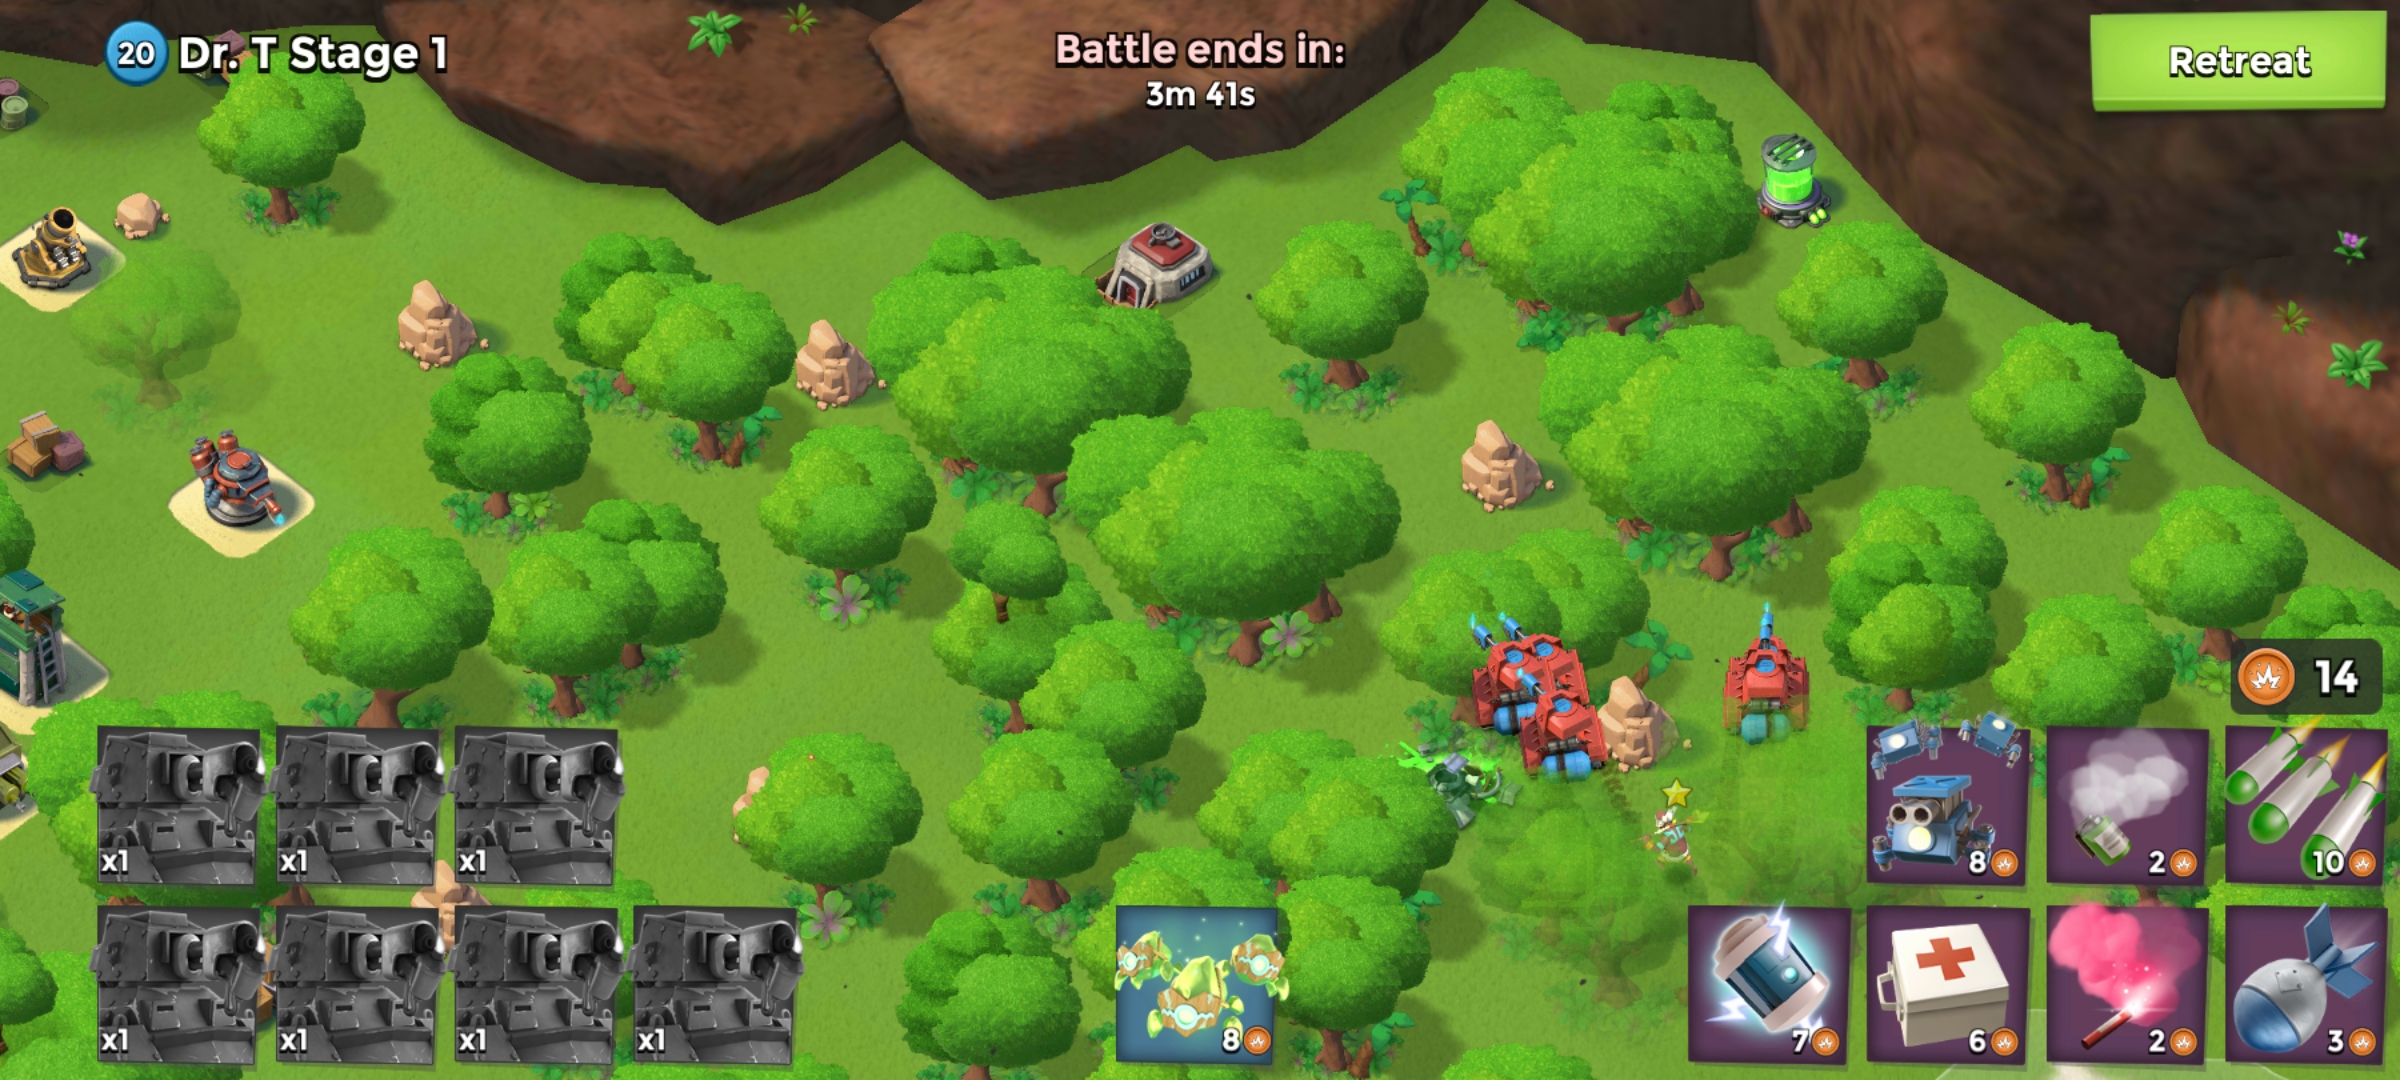 20 Dr. T Stage 1
Battle ends in:
3m 41s
Retreat
14
x1
x1
x1
8
2
10
x1
x1
x1
x1
8
7
6
2
3